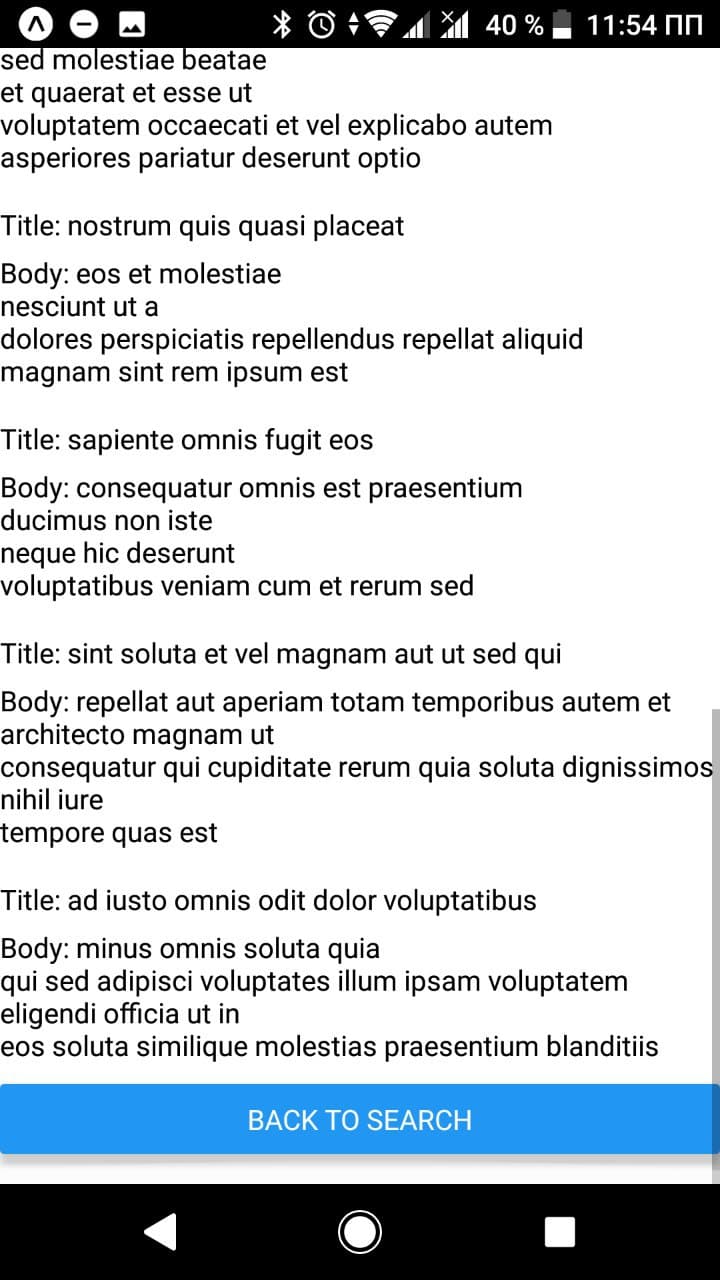 40 % 11:54 ПП
sed molestiae beatae
et quaerat et esse ut
voluptatem occaecati et vel explicabo autem
asperiores pariatur deserunt optio
Title: nostrum quis quasi placeat
Body: eos et molestiae
nesciunt ut a
dolores perspiciatis repellendus repellat aliquid
magnam sint rem ipsum est
Title: sapiente omnis fugit eos
Body: consequatur omnis est praesentium
ducimus non iste
neque hic deserunt
voluptatibus veniam cum et rerum sed
Title: sint soluta et vel magnam aut ut sed qui
Body: repellat aut aperiam totam temporibus autem et
architecto magnam ut
consequatur qui cupiditate rerum quia soluta dignissimos
nihil iure
tempore quas est
Title: ad iusto omnis odit dolor voluptatibus
Body: minus omnis soluta quia
qui sed adipisci voluptates illum ipsam voluptatem
eligendi officia ut in
eos soluta similique molestias praesentium blanditiis
BACK TO SEARCH